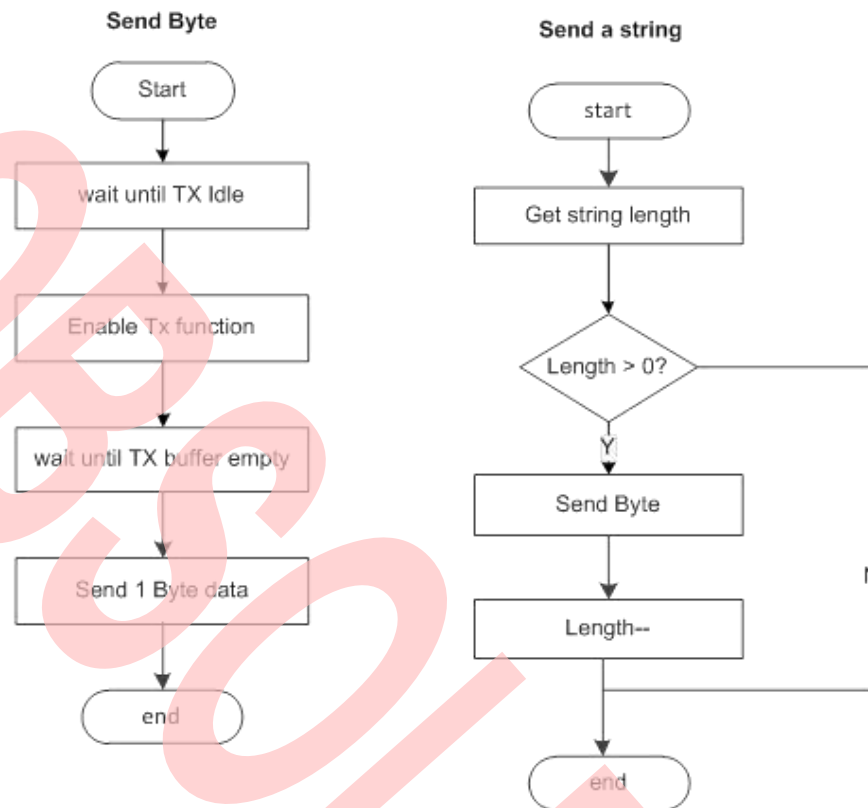 Send Byte
Start
wait until TX Idle
Enable Tx function
wait until TX buffer empty
Send 1 Byte data
end
Send a string
start
Get string length
Length > 0?
Y
Send Byte
Length--
end